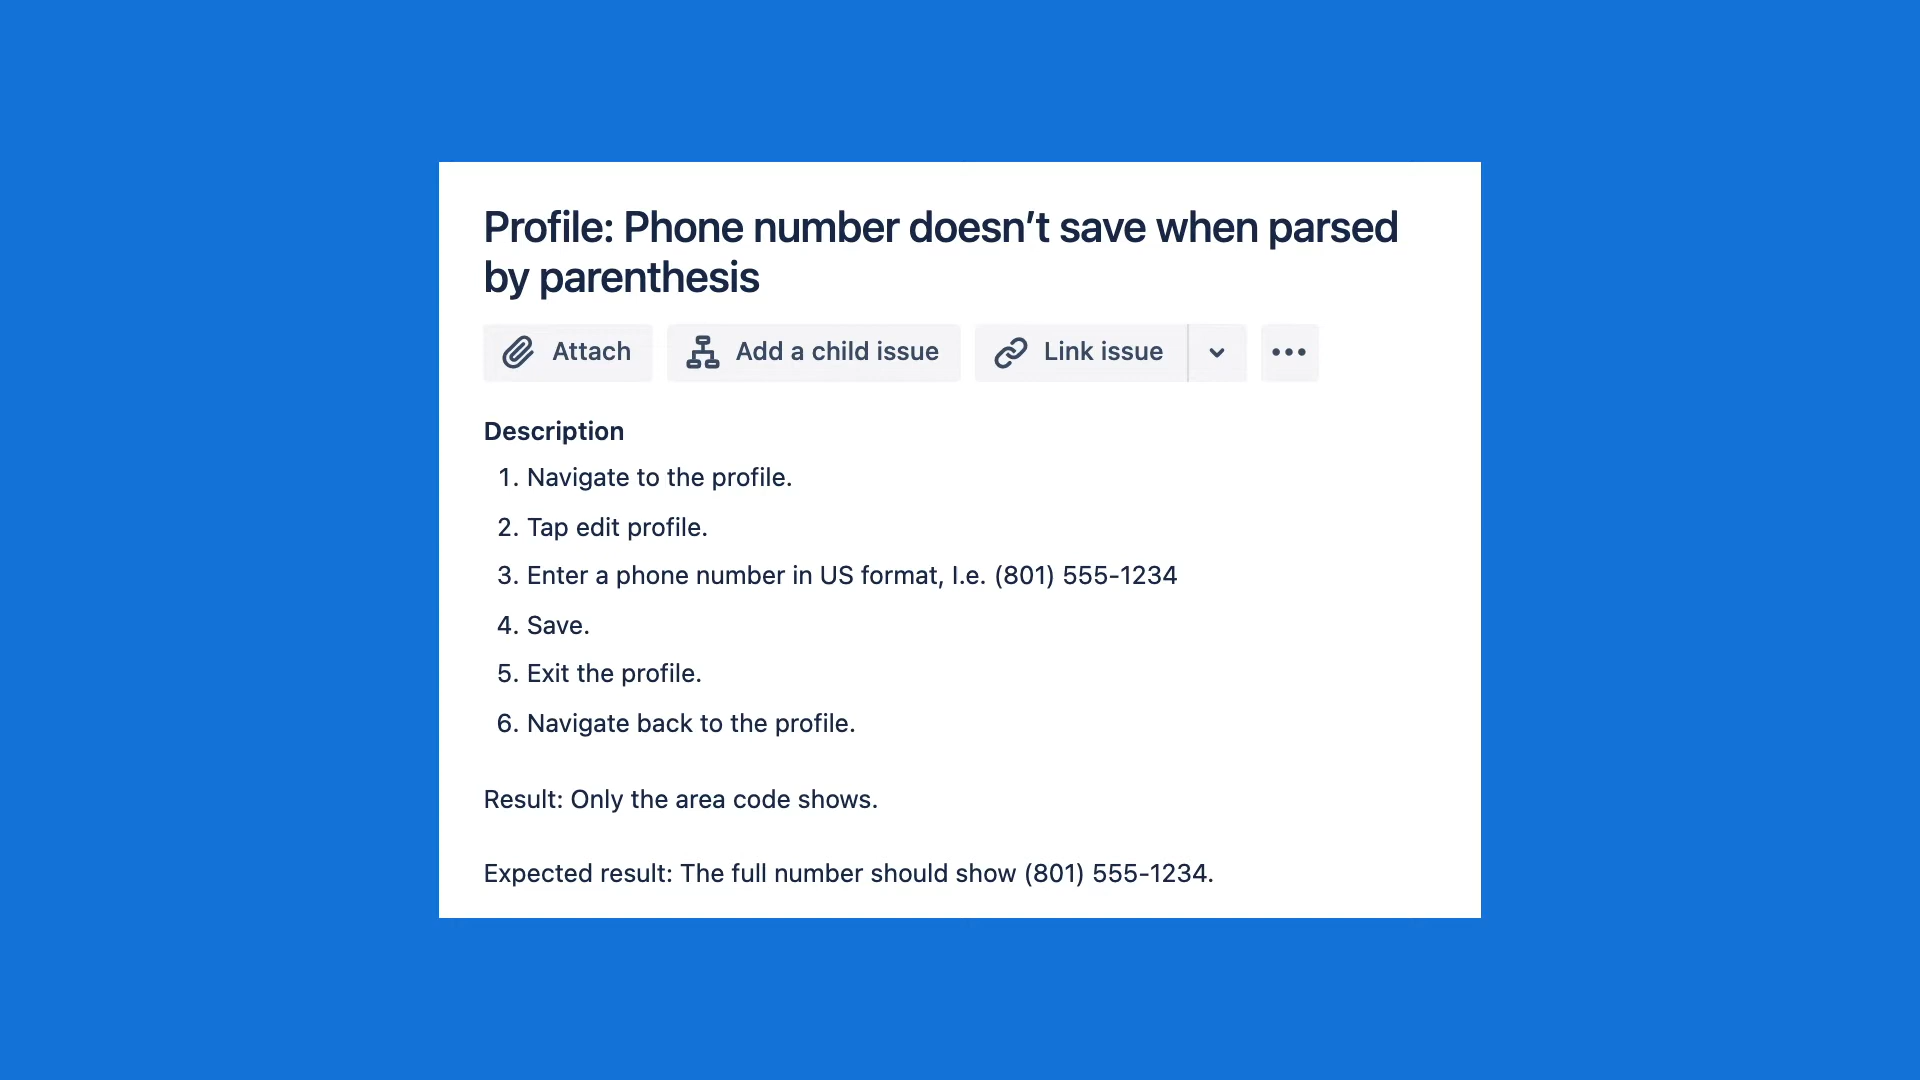 Profile: Phone number doesn’t save when parsed
by parenthesis
Attach
Add a child issue
Link issue
Description
1. Navigate to the profile.
2. Tap edit profile.
3. Enter a phone number in US format, I.e. (801) 555-1234
4. Save.
5. Exit the profile.
6. Navigate back to the profile.
Result: Only the area code shows.
Expected result: The full number should show (801) 555-1234.